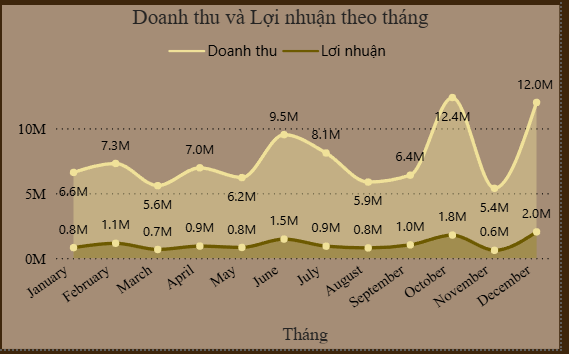 Doanh thu và Lợi nhuận theo tháng
Doanh thu Lợi nhuận
12.0M
12.4M
10M
9.5M
8.1M
7.3M
7.0M
6.4M
6.6M
5.6M
6.2M
5.9M
5.4M
5M
0.8M 1.1M 0.7M 0.9M 0.8M 1.5M 0.9M 0.8M 1.0M 1.8M 0.6M 2.0M
0M
January February March April May June July August September October November December
Tháng